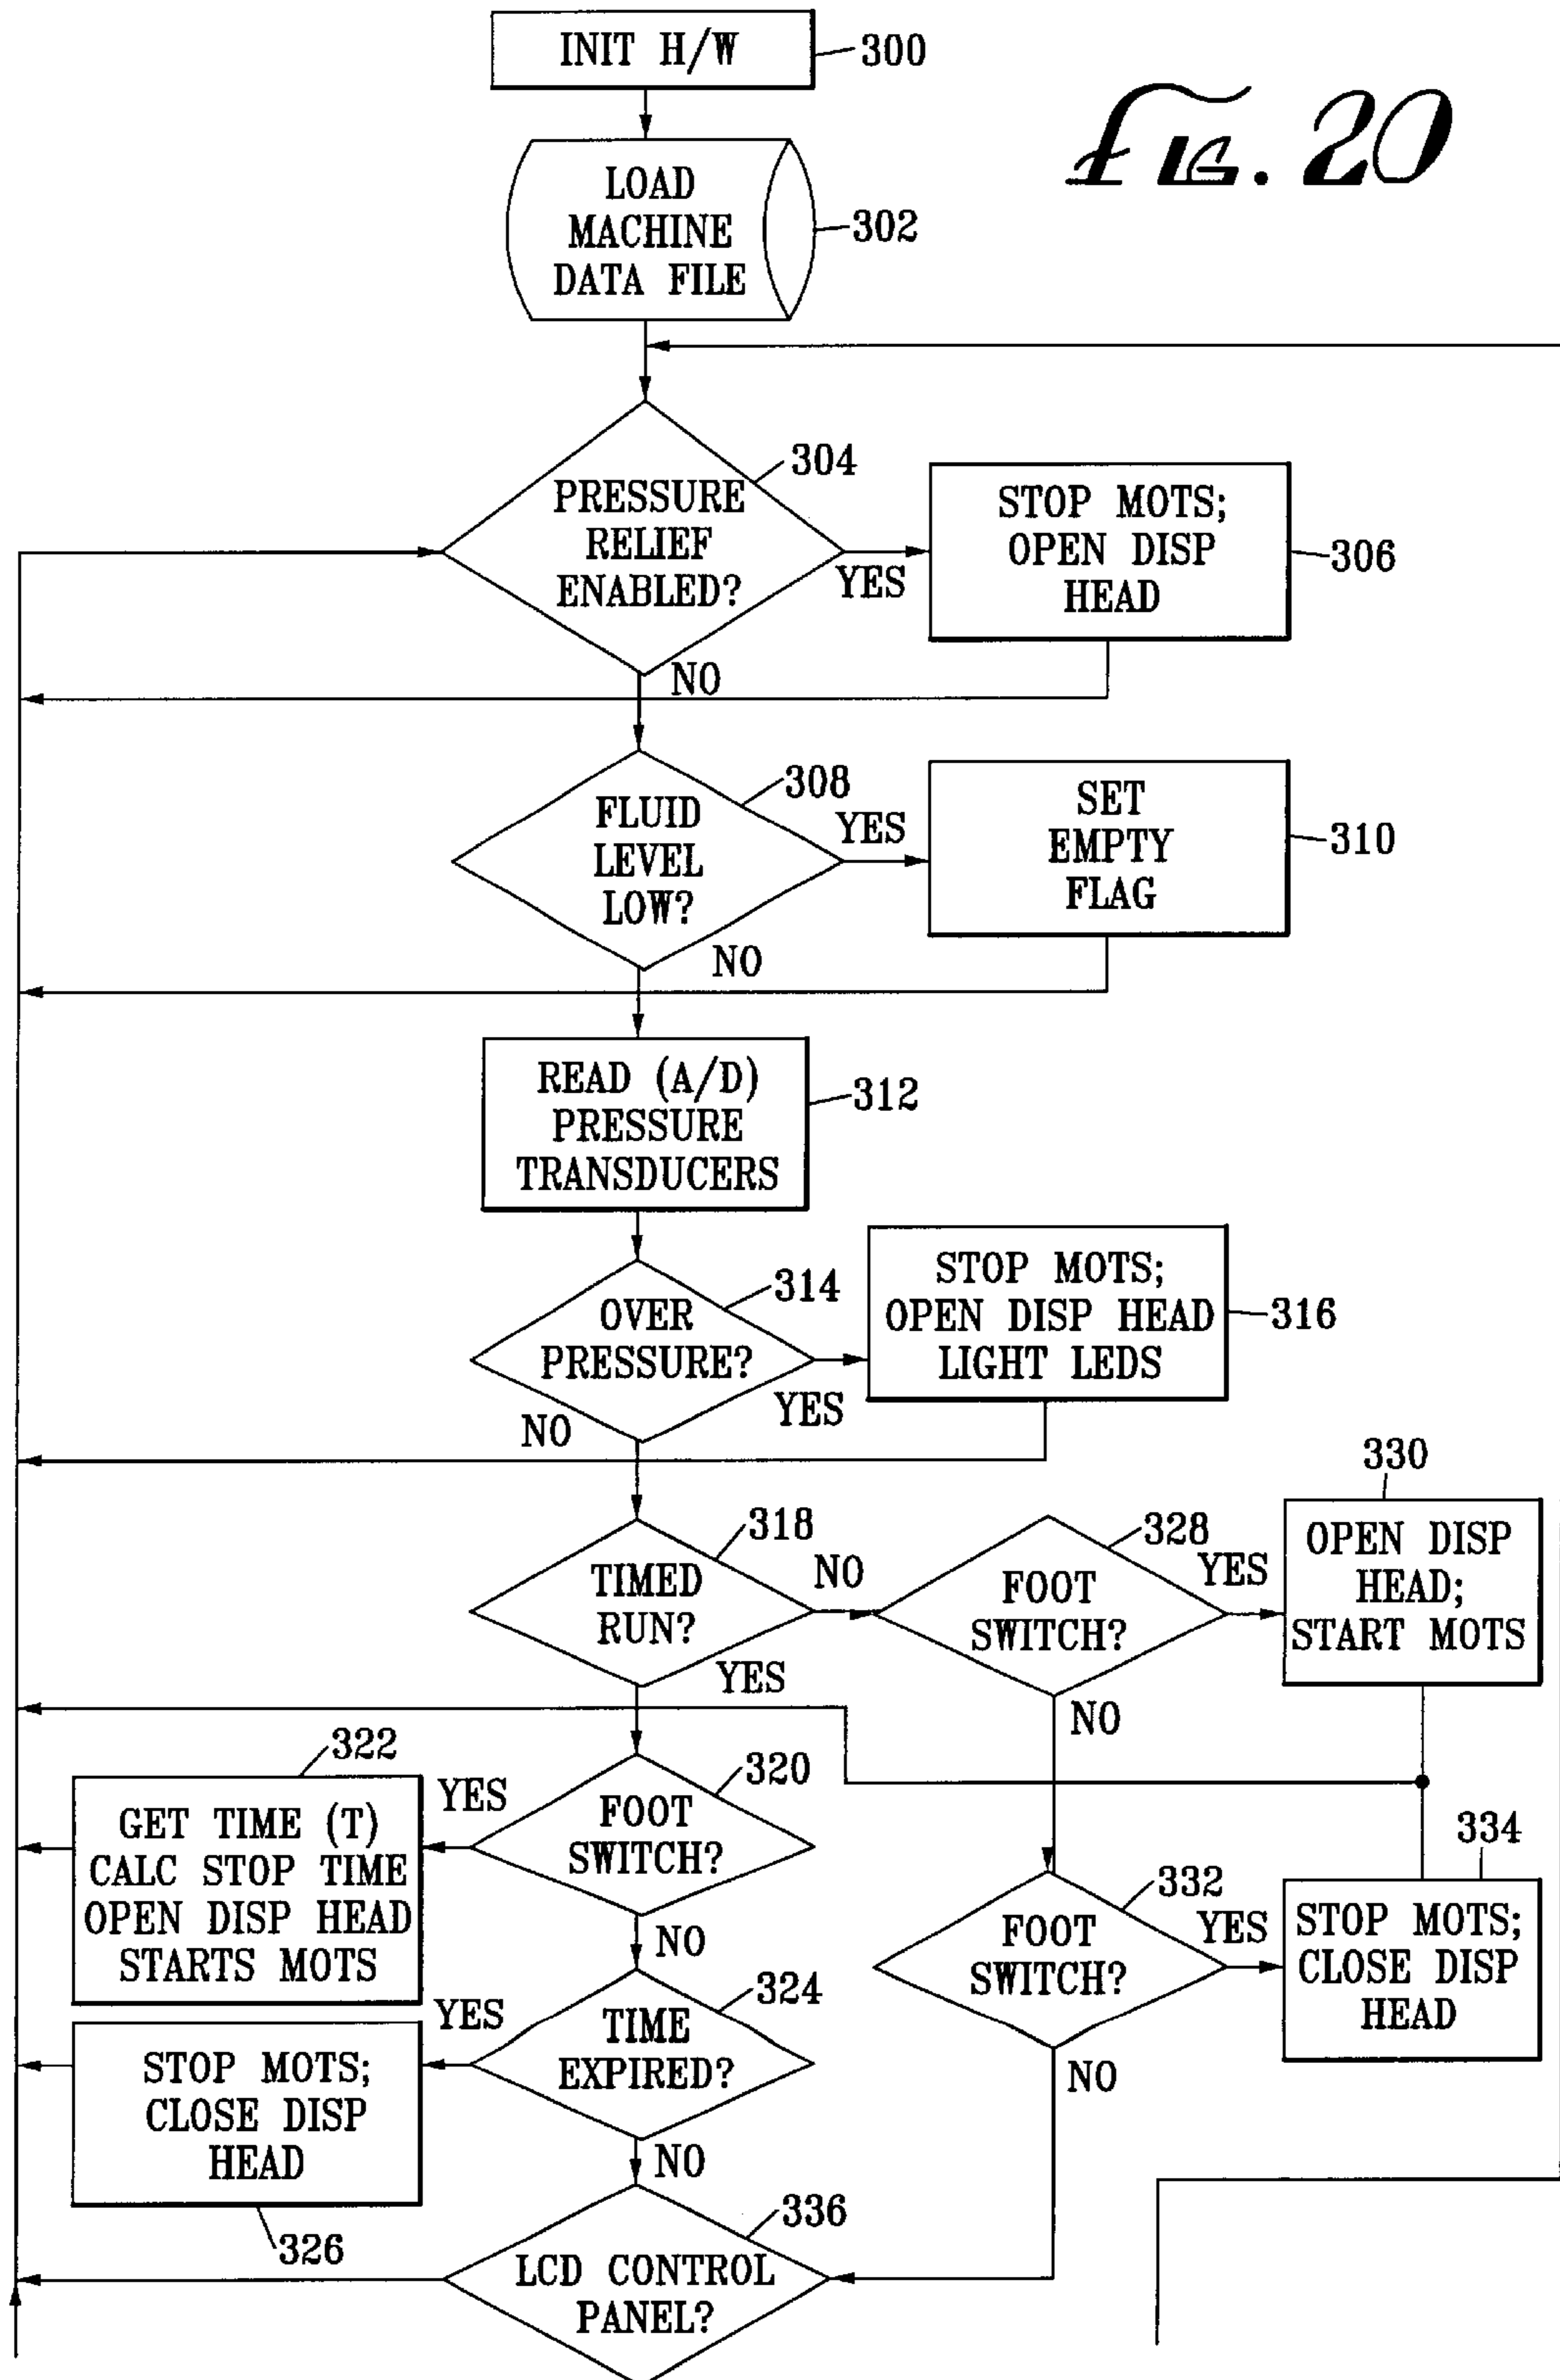 INIT H/W
300
FIG. 20
LOAD
MACHINE
DATA FILE
302
304
PRESSURE
RELIEF
ENABLED?
YES
STOP MOTS;
OPEN DISP
HEAD
306
NO
308
FLUID
LEVEL
LOW?
YES
SET
EMPTY
FLAG
310
NO
READ (A/D)
PRESSURE
TRANSDUCERS
312
314
OVER
PRESSURE?
YES
STOP MOTS;
OPEN DISP HEAD
LIGHT LEDS
316
NO
318
TIMED
RUN?
NO
328
FOOT
SWITCH?
YES
330
OPEN DISP
HEAD;
START MOTS
YES
NO
322
GET TIME (T)
CALC STOP TIME
OPEN DISP HEAD
STARTS MOTS
YES
320
FOOT
SWITCH?
NO
332
FOOT
SWITCH?
YES
334
STOP MOTS;
CLOSE DISP
HEAD
NO
324
TIME
EXPIRED?
YES
STOP MOTS;
CLOSE DISP
HEAD
326
NO
336
LCD CONTROL
PANEL?